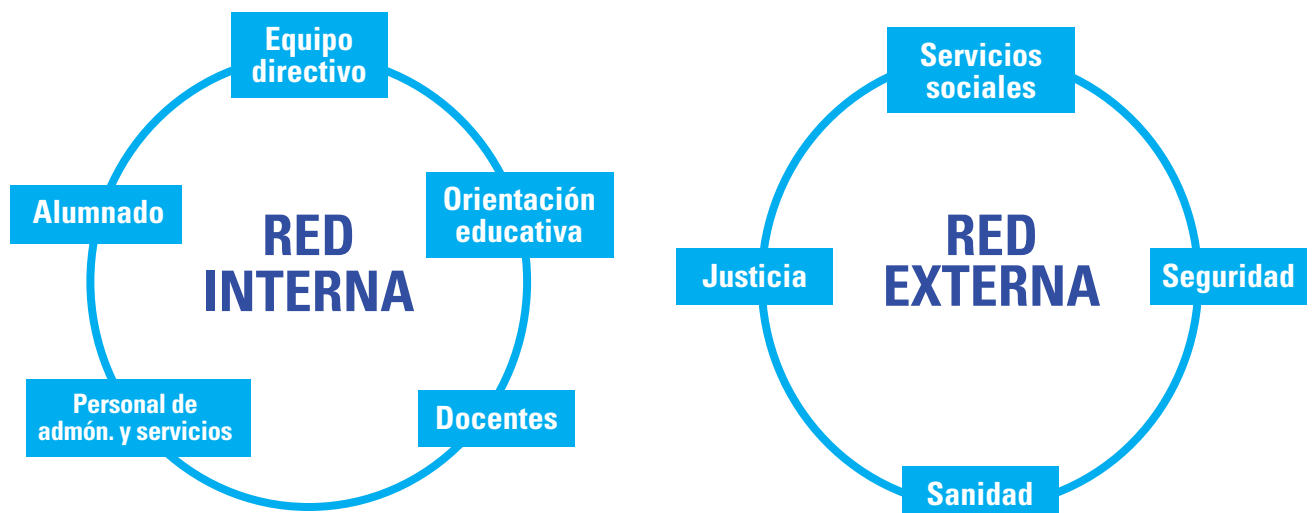 Equipo
directivo
Orientación
educativa
Docentes
Personal de
admón. y servicios
Alumnado
RED
INTERNA
Servicios
sociales
Seguridad
Sanidad
Justicia
RED
EXTERNA